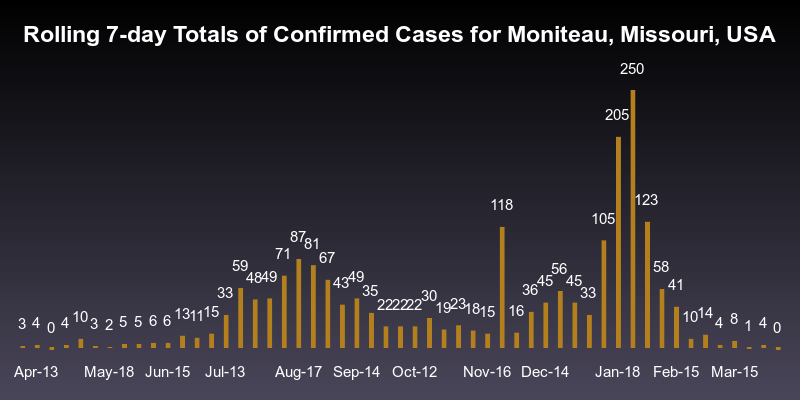 Rolling 7-day Totals of Confirmed Cases for Moniteau, Missouri, USA
3 4 0 4 10 3 2 5 5 6 6 13 11 15 33 59 48 49 71 87 81 67 43 49 35 22 22 22 30 19 23 18 15 118 16 36 45 56 45 33 105 205 250 123 58 41 10 14 4 8 1 4 0
Apr-13 May-18 Jun-15 Jul-13 Aug-17 Sep-14 Oct-12 Nov-16 Dec-14 Jan-18 Feb-15 Mar-15